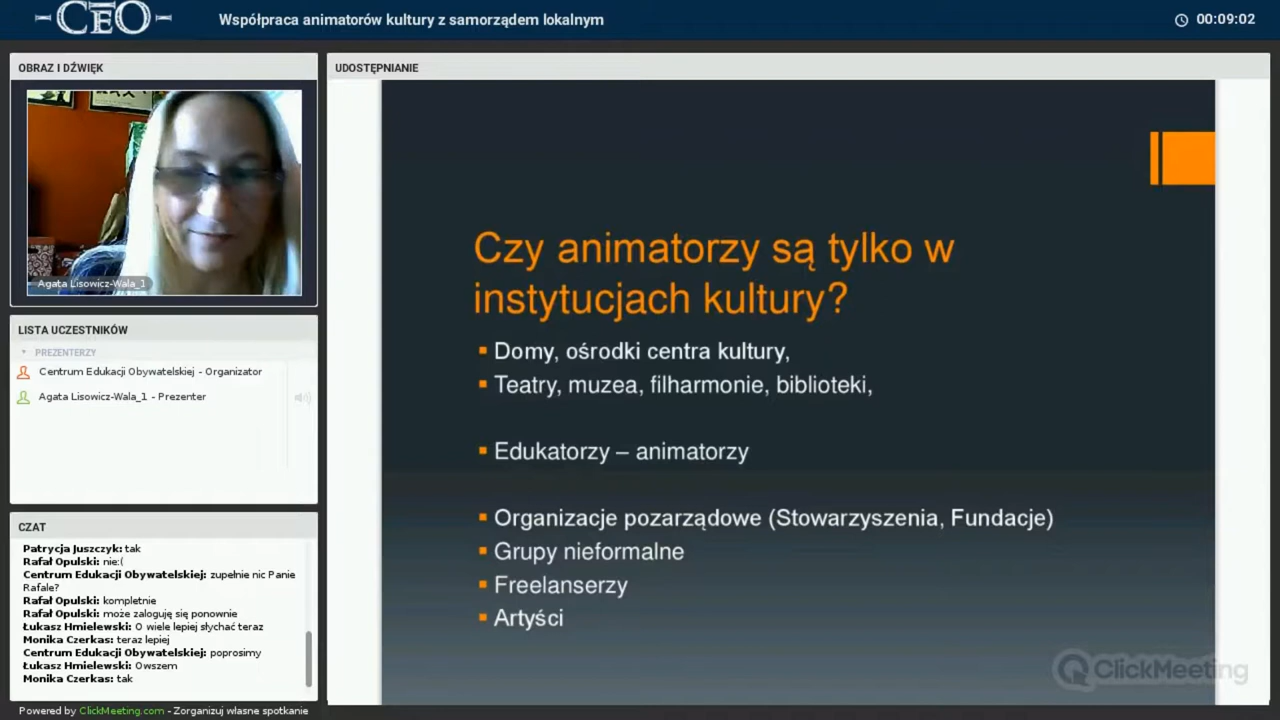 CEO
Współpraca animatorów kultury z samorządem lokalnym
00:09:02
OBRAZ I DŹWIĘK
Agata Lisowicz-Wala_1
LISTA UCZESTNIKÓW
PREZENTERZY
Centrum Edukacji Obywatelskiej - Organizator
Agata Lisowicz-Wala_1 - Prezenter
CZAT
Patrycja Juszczyk: tak
Rafał Opulski: nie:(
Centrum Edukacji Obywatelskiej: zupełnie nic Panie
Rafale?
Rafał Opulski: kompletnie
Rafał Opulski: może zaloguję się ponownie
Łukasz Hmielewski: O wiele lepiej słychać teraz
Monika Czerkas: teraz lepiej
Centrum Edukacji Obywatelskiej: poprosimy
Łukasz Hmielewski: Owszem
Monika Czerkas: tak
Powered by ClickMeeting.com - Zorganizuj własne spotkanie
UDOSTĘPNIANIE
Czy animatorzy są tylko w
instytucjach kultury?
Domy, ośrodki centra kultury,
Teatry, muzea, filharmonie, biblioteki,
Edukatorzy – animatorzy
Organizacje pozarządowe (Stowarzyszenia, Fundacje)
Grupy nieformalne
Freelanserzy
Artyści
ClickMeeting